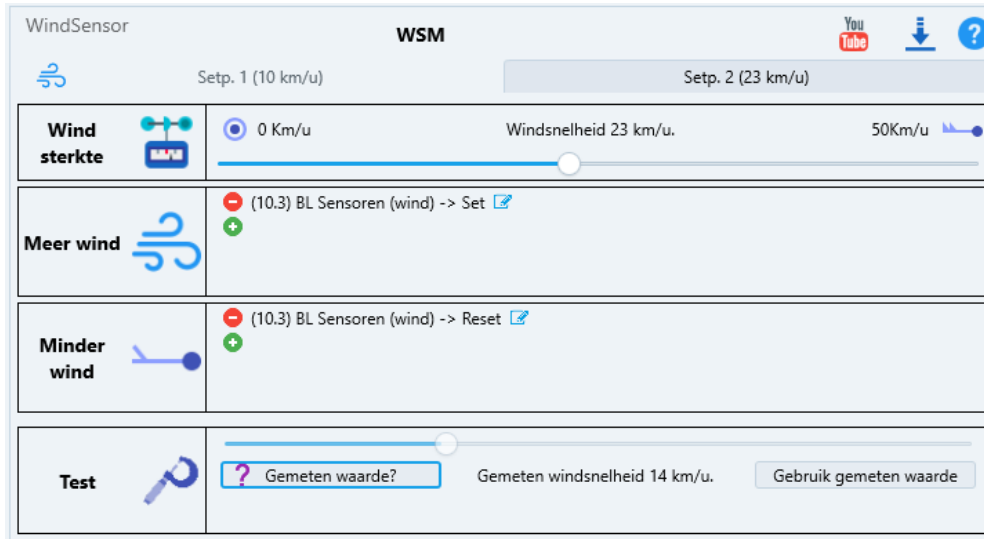 WindSensor
WSM
You Tube
?
Setp. 1 (10 km/u)
Setp. 2 (23 km/u)
Wind sterkte
0 Km/u
Windsnelheid 23 km/u.
50Km/u
Meer wind
(10.3) BL Sensoren (wind) -> Set
Minder wind
(10.3) BL Sensoren (wind) -> Reset
Test
? Gemeten waarde?
Gemeten windsnelheid 14 km/u.
Gebruik gemeten waarde